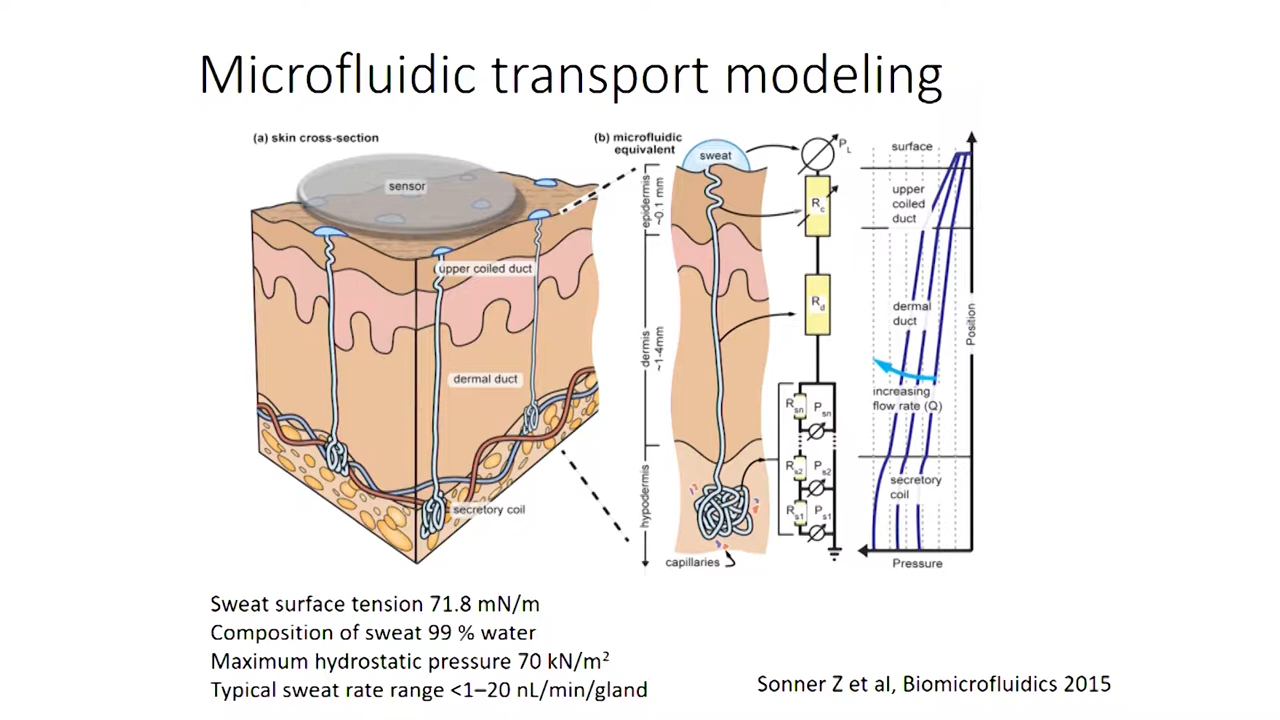 Microfluidic transport modeling
(a) skin cross-section
sensor
upper coiled duct
dermal duct
secretory coil
(b) microfluidic
equivalent
sweat
epidermis
~0.1 mm
dermis
~1-4mm
hypodermis
capillaries
P_L
R_c
R_d
R_sn P_sn
R_s2 P_s2
R_s1 P_s1
surface
upper
coiled
duct
dermal
duct
increasing
flow rate (Q)
secretory
coil
Position
Pressure
Sweat surface tension 71.8 mN/m
Composition of sweat 99 % water
Maximum hydrostatic pressure 70 kN/m²
Typical sweat rate range <1–20 nL/min/gland
Sonner Z et al, Biomicrofluidics 2015